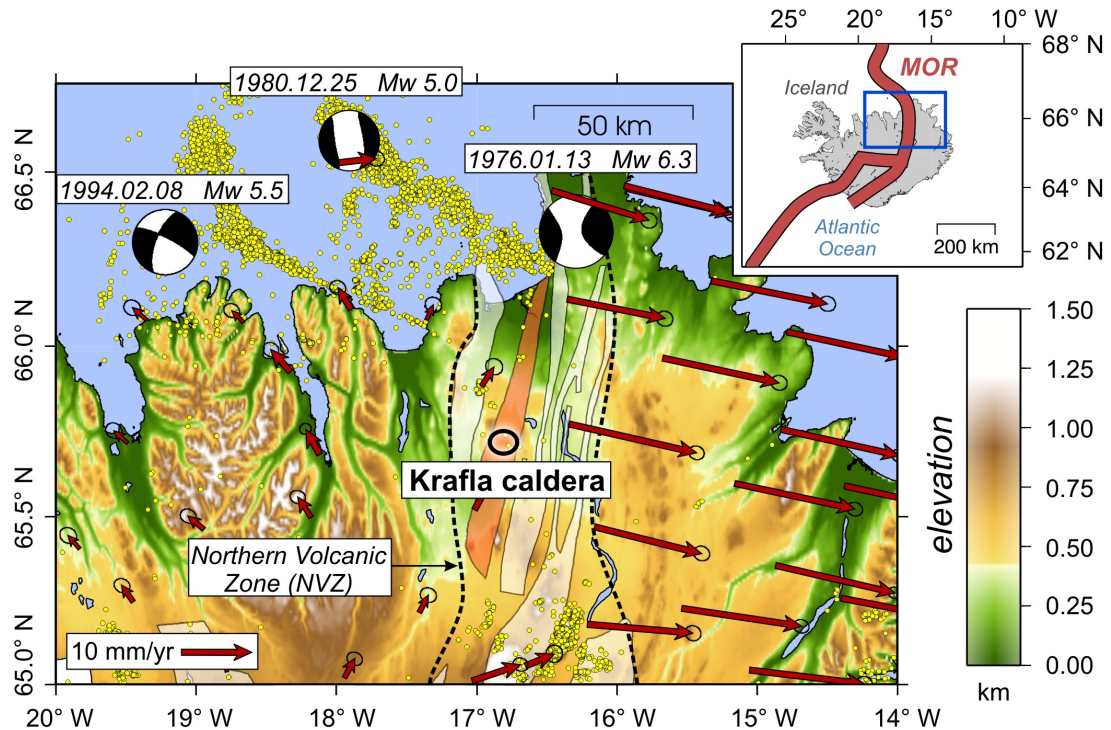 25° 20° 15° 10° W
68° N
MOR
Iceland
66° N
64° N
Atlantic
Ocean
200 km
62° N
1980.12.25 Mw 5.0
50 km
1976.01.13 Mw 6.3
1994.02.08 Mw 5.5
66.5° N
66.0° N
65.5° N
65.0° N
Krafla caldera
Northern Volcanic
Zone (NVZ)
10 mm/yr
20° W 19° W 18° W 17° W 16° W 15° W 14° W
elevation
1.50
1.25
1.00
0.75
0.50
0.25
0.00
km